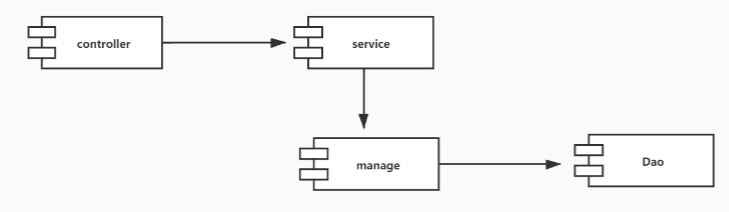 controller
service
manage
Dao